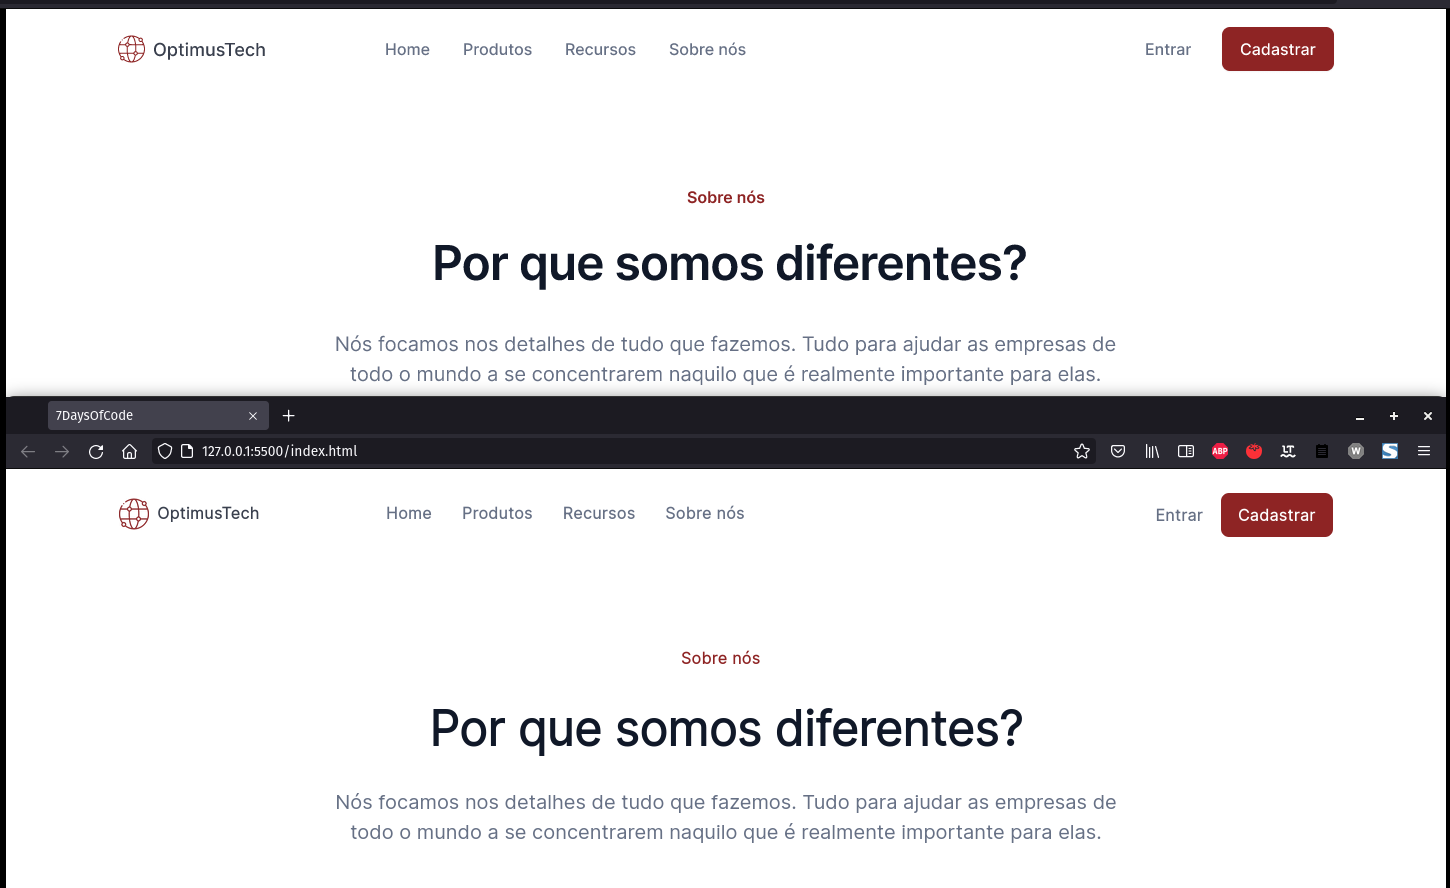 OptimusTech Home Produtos Recursos Sobre nós Entrar Cadastrar
Sobre nós
Por que somos diferentes?
Nós focamos nos detalhes de tudo que fazemos. Tudo para ajudar as empresas de
todo o mundo a se concentrarem naquilo que é realmente importante para elas.
7DaysOfCode
127.0.0.1:5500/index.html ABP LT W S
OptimusTech Home Produtos Recursos Sobre nós Entrar Cadastrar
Sobre nós
Por que somos diferentes?
Nós focamos nos detalhes de tudo que fazemos. Tudo para ajudar as empresas de
todo o mundo a se concentrarem naquilo que é realmente importante para elas.